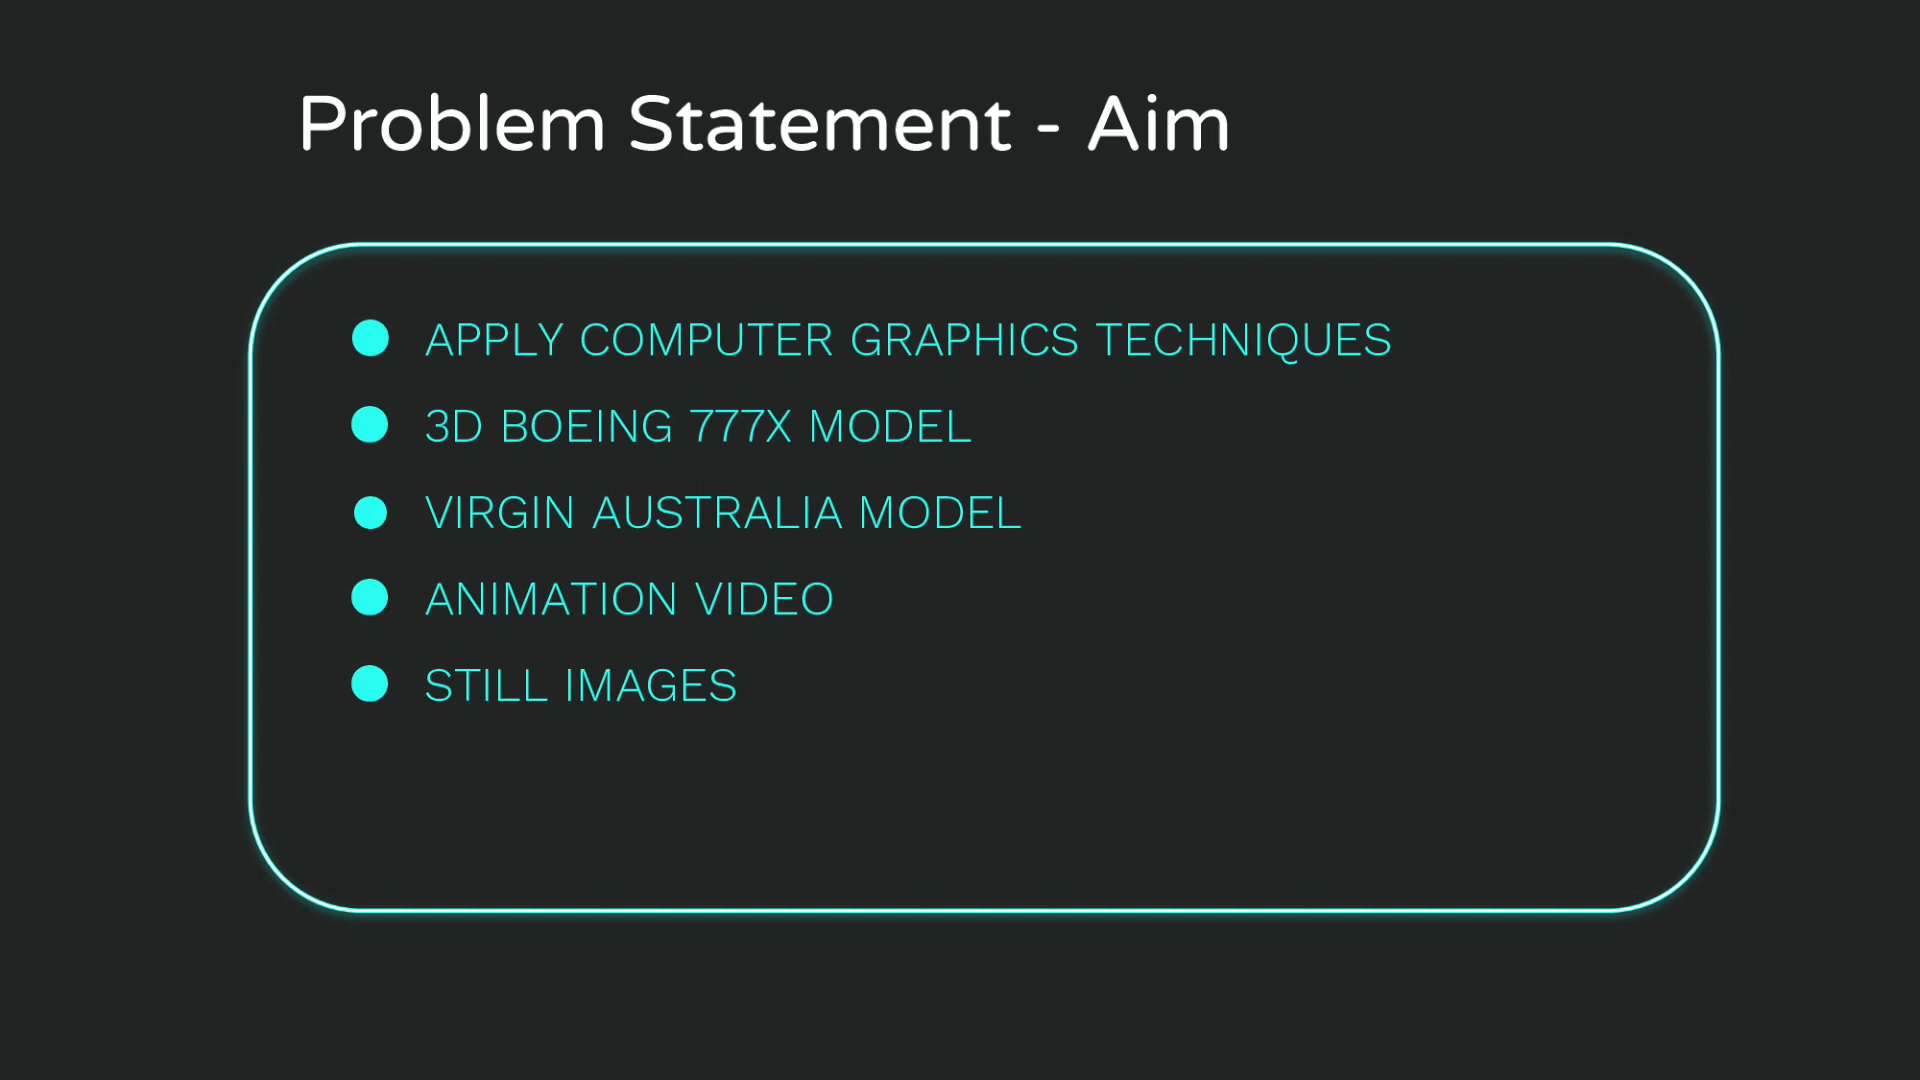 Problem Statement - Aim
APPLY COMPUTER GRAPHICS TECHNIQUES
3D BOEING 777X MODEL
VIRGIN AUSTRALIA MODEL
ANIMATION VIDEO
STILL IMAGES